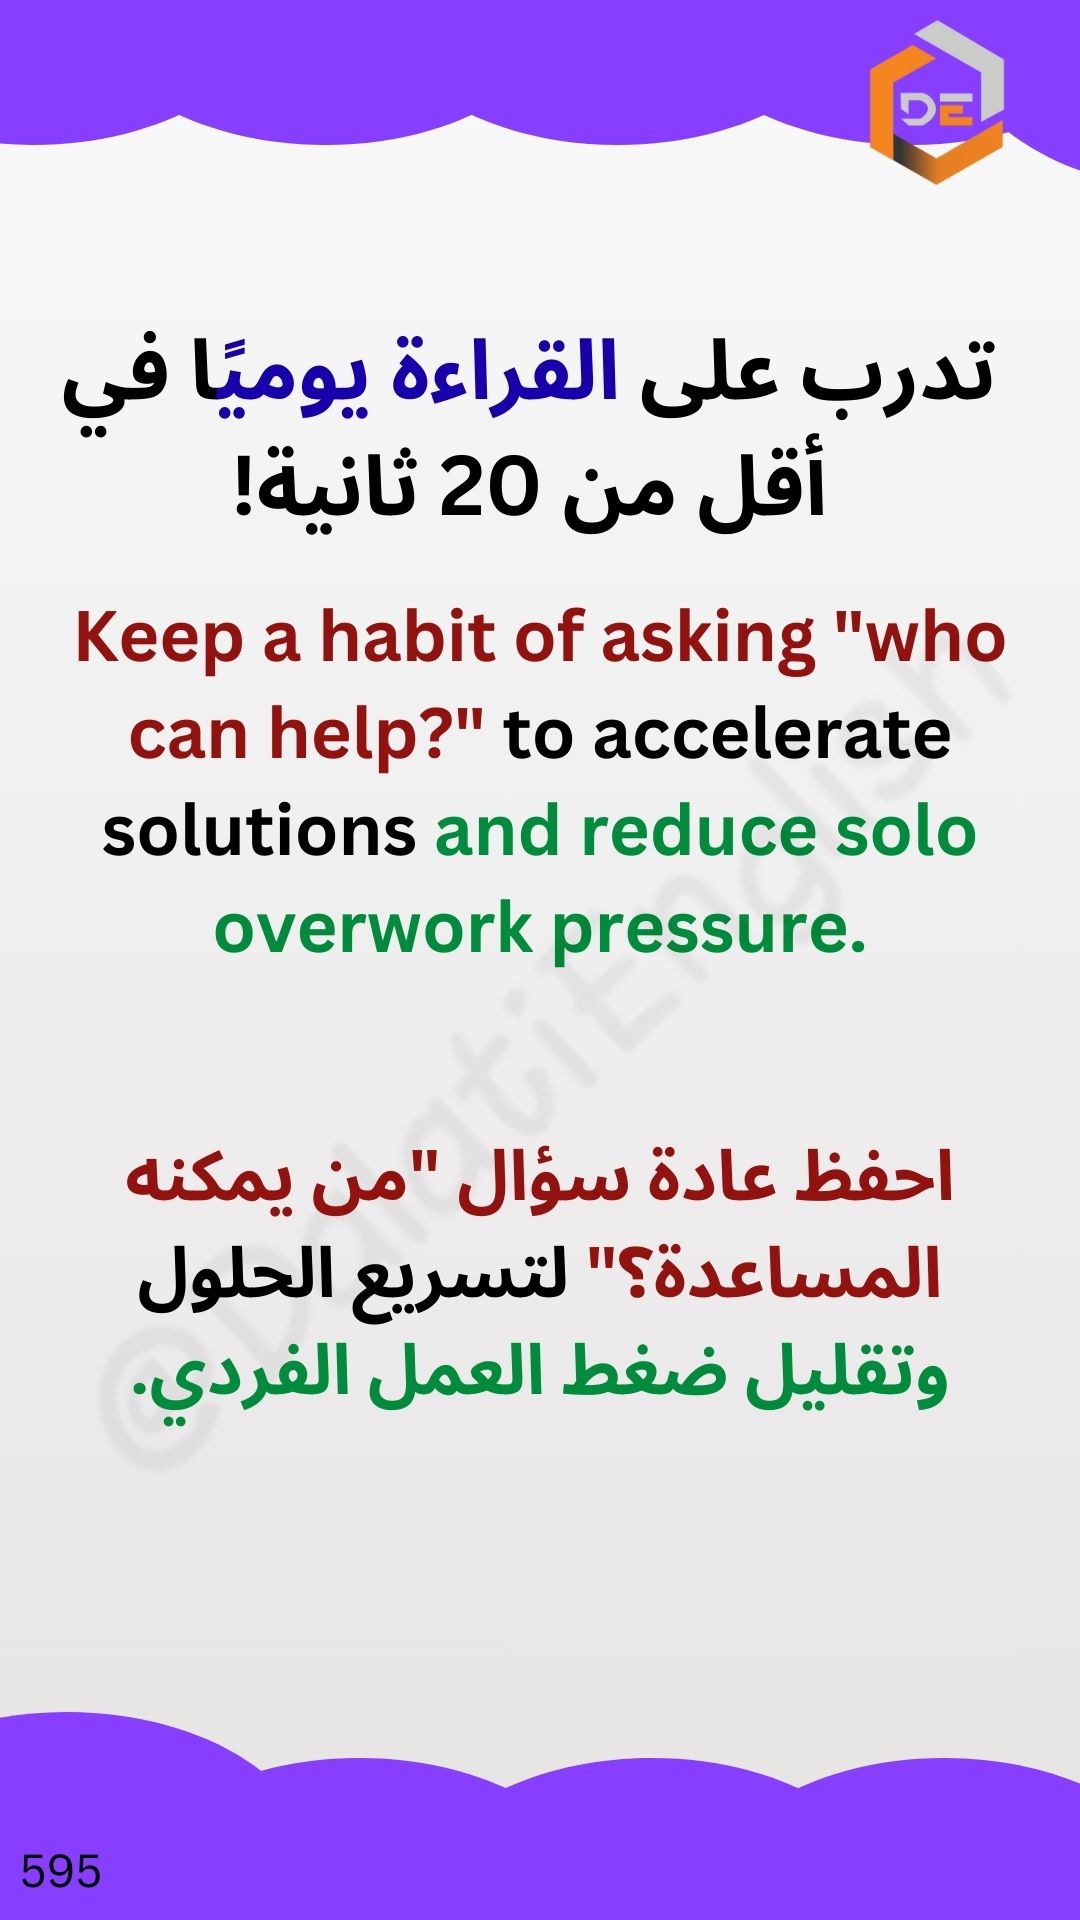 DE
تدرب على القراءة يوميًا في
أقل من 20 ثانية!
Keep a habit of asking "who
can help?" to accelerate
solutions and reduce solo
overwork pressure.
احفظ عادة سؤال "من يمكنه
المساعدة؟" لتسريع الحلول
وتقليل ضغط العمل الفردي.
@DalatiEnglish
595